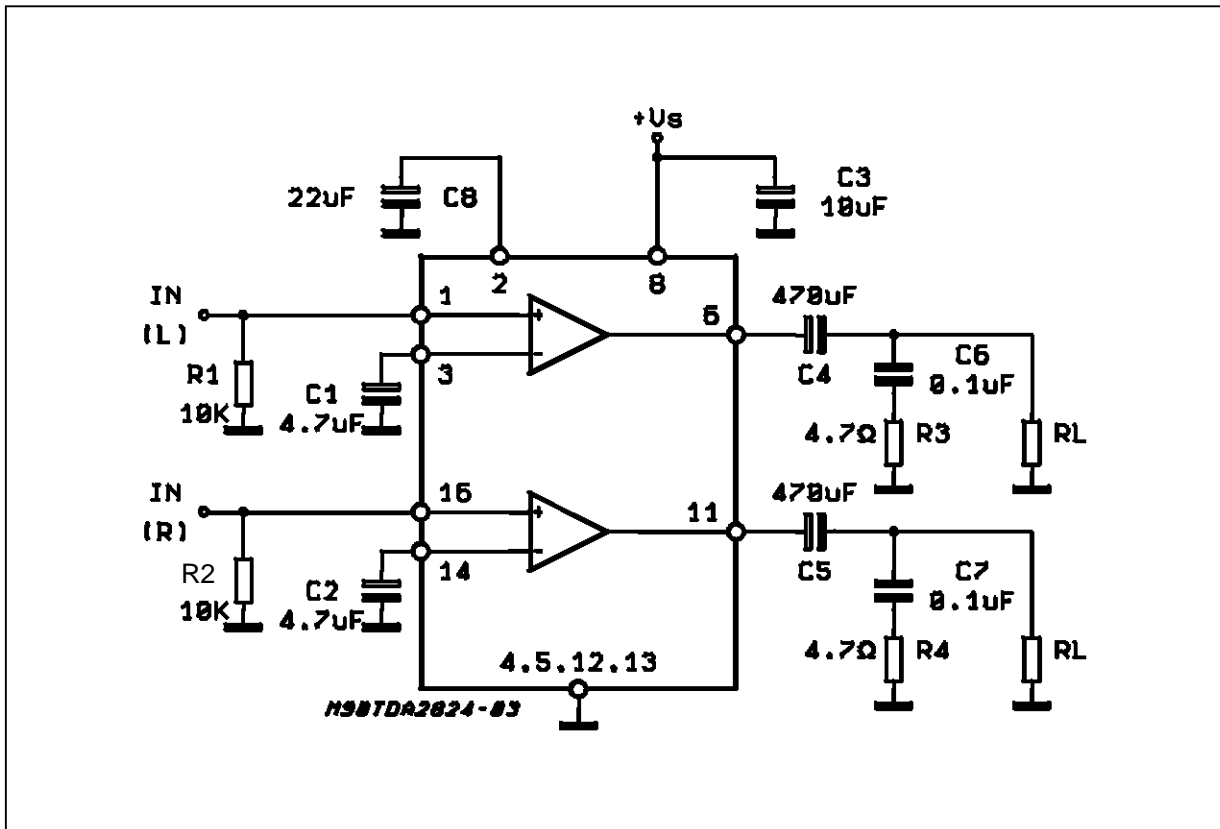 +Vs
22uF
C8
C3
10uF
2
8
IN
(L)
1
3
R1
10K
C1
4.7uF
6
470uF
C4
C6
0.1uF
4.7Ω
R3
RL
IN
(R)
16
14
R2
10K
C2
4.7uF
11
470uF
C5
C7
0.1uF
4.7Ω
R4
RL
4.5.12.13
M90TDA2824-03